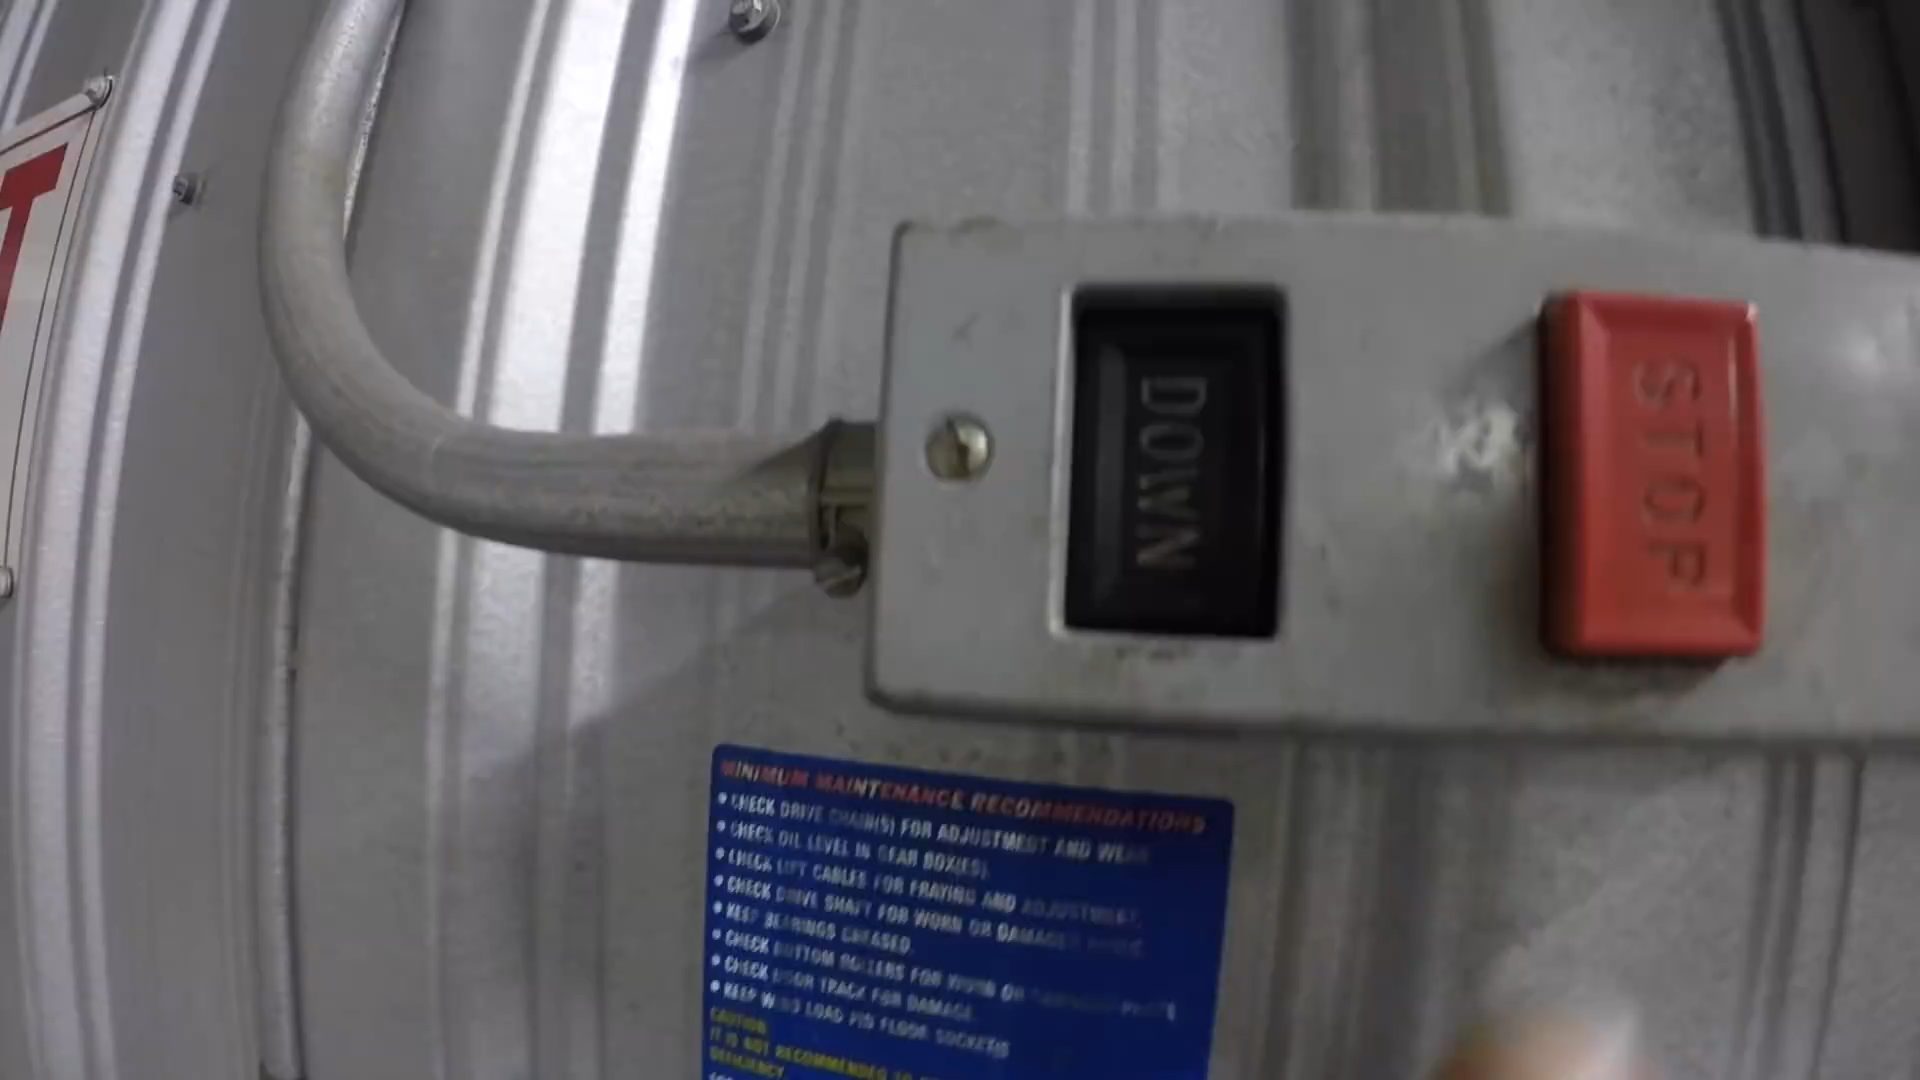 T
DOWN
STOP
MINIMUM MAINTENANCE RECOMMENDATIONS
• CHECK DRIVE CHAIN(S) FOR ADJUSTMENT AND WEAR
• CHECK OIL LEVEL IN GEAR BOX(ES).
• CHECK LIFT CABLES FOR FRAYING AND ADJUSTMENT.
• CHECK DRIVE SHAFT FOR WORN OR DAMAGED
• KEEP BEARINGS GREASED.
• CHECK BOTTOM ROLLERS FOR WORN OR
• CHECK DOOR TRACK FOR DAMAGE.
• KEEP WIND LOAD PIN FLOOR SOCKETS
CAUTION
IT IS NOT RECOMMENDED TO
DEFICIENCY